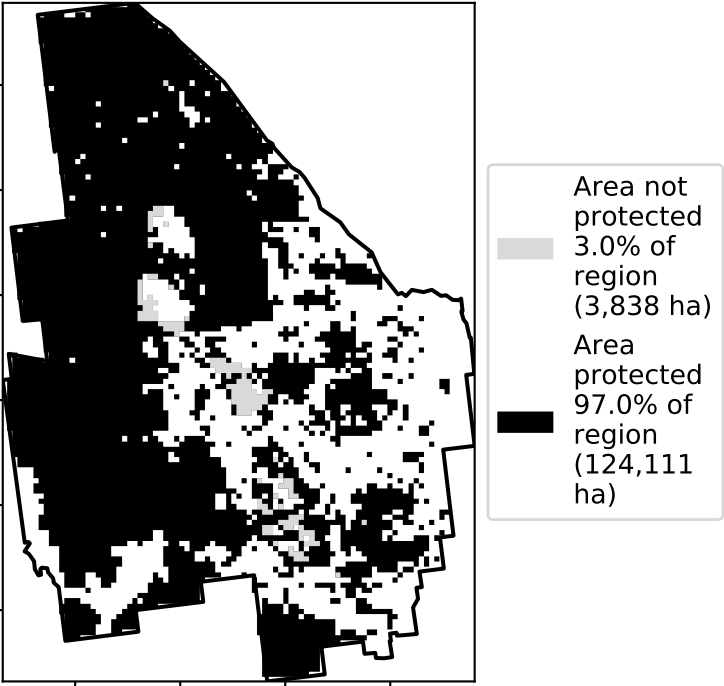 Area not
protected
3.0% of
region
(3,838 ha)
Area
protected
97.0% of
region
(124,111
ha)